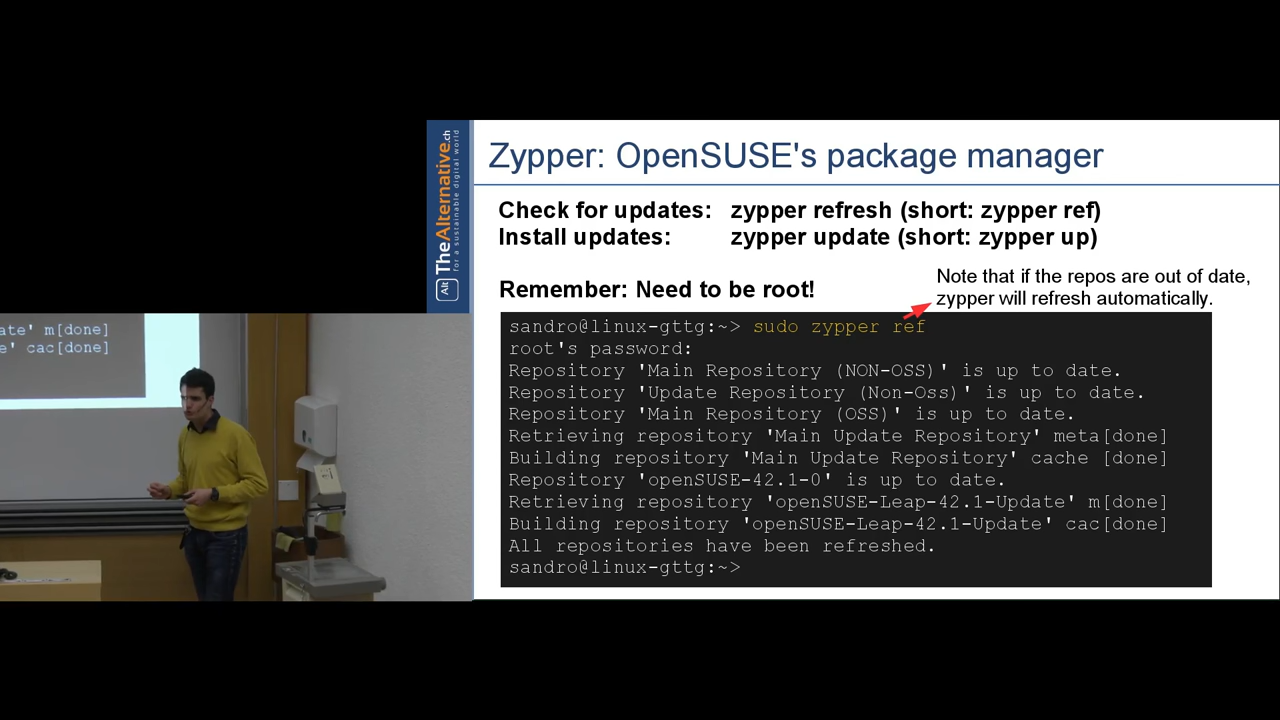 Zypper: OpenSUSE's package manager
Check for updates: zypper refresh (short: zypper ref)
Install updates: zypper update (short: zypper up)
Remember: Need to be root!
Note that if the repos are out of date,
zypper will refresh automatically.
sandro@linux-gttg:~> sudo zypper ref
root's password:
Repository 'Main Repository (NON-OSS)' is up to date.
Repository 'Update Repository (Non-Oss)' is up to date.
Repository 'Main Repository (OSS)' is up to date.
Retrieving repository 'Main Update Repository' meta[done]
Building repository 'Main Update Repository' cache [done]
Repository 'openSUSE-42.1-0' is up to date.
Retrieving repository 'openSUSE-Leap-42.1-Update' m[done]
Building repository 'openSUSE-Leap-42.1-Update' cac[done]
All repositories have been refreshed.
sandro@linux-gttg:~>
Alt TheAlternative.ch
for a sustainable digital world
ate' m[done]
e' cac[done]